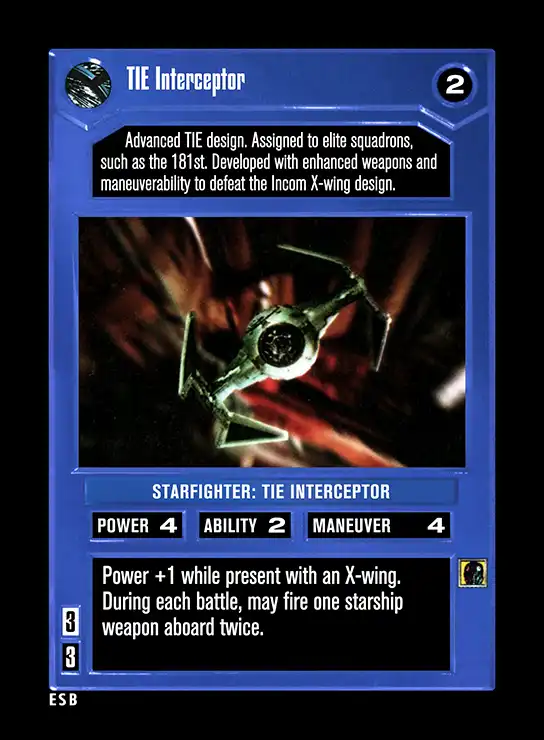 TIE Interceptor
2
Advanced TIE design. Assigned to elite squadrons,
such as the 181st. Developed with enhanced weapons and
maneuverability to defeat the Incom X-wing design.
STARFIGHTER: TIE INTERCEPTOR
POWER 4 ABILITY 2 MANEUVER 4
Power +1 while present with an X-wing.
During each battle, may fire one starship
weapon aboard twice.
3
3
ESB